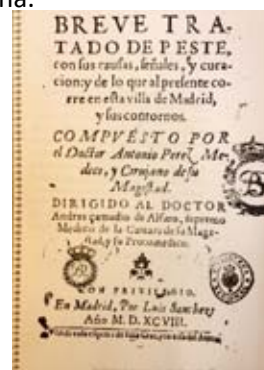 na:
BREVE TRA-
TADO DE PESTE,
con sus causas, señales, y cura-
cion: y de lo que al presente co-
rre en esta villa de Madrid,
y sus contornos.
COMPVESTO POR
el Doctor Antonio Perez, Me-
dico, y Cirujano de su
Magestad.
DIRIGIDO AL DOCTOR
Andres çamudio de Alfaro,
Medico de la Camara de su Mage-
stad, y su Protomedico.
CON PRIVILEGIO.
En Madrid, Por Luis Sanchez
Año M. D. XCVIII.